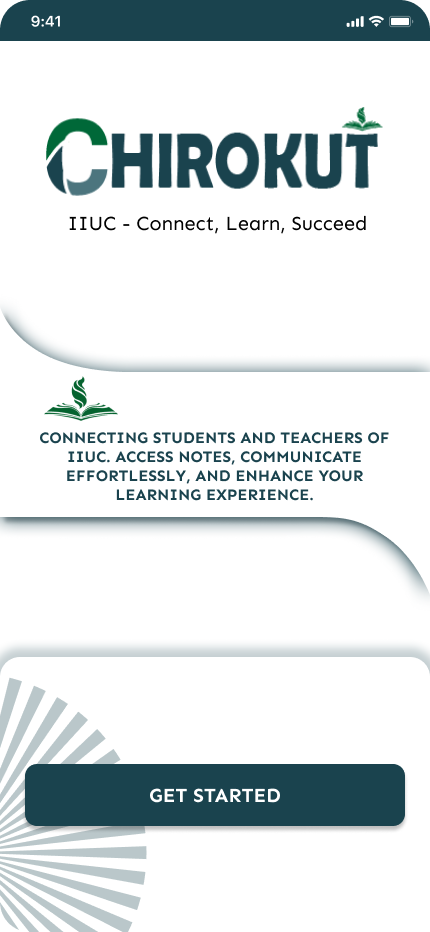 9:41
CHIROKUT
IIUC - Connect, Learn, Succeed
CONNECTING STUDENTS AND TEACHERS OF
IIUC. ACCESS NOTES, COMMUNICATE
EFFORTLESSLY, AND ENHANCE YOUR
LEARNING EXPERIENCE.
GET STARTED